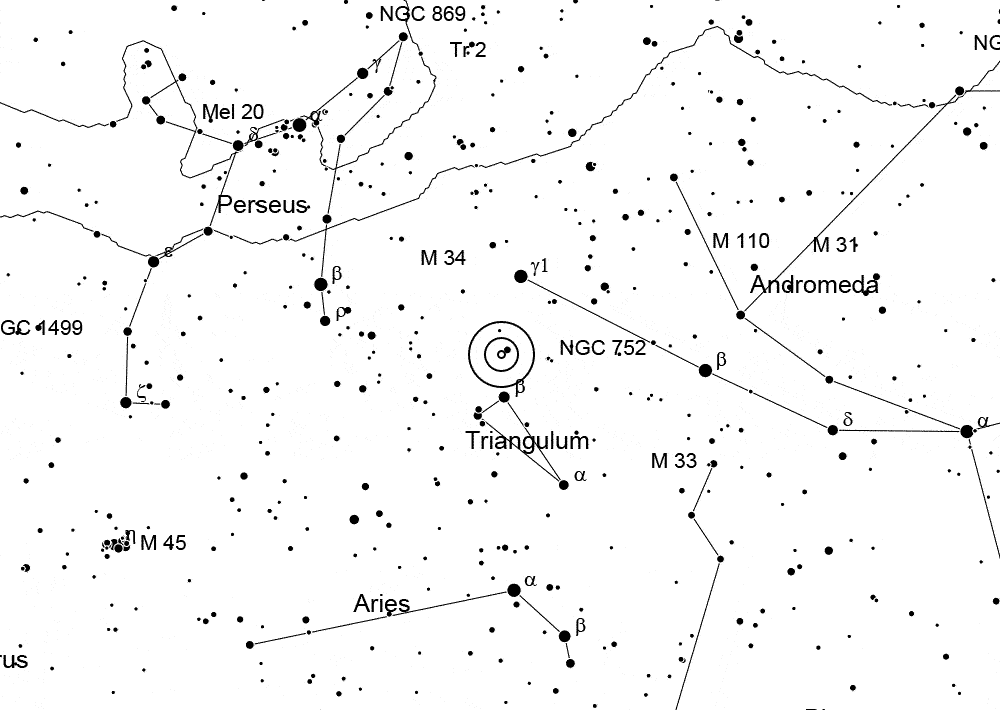 NGC 869
NG
Tr 2
γ
Mel 20
α
δ
Perseus
ε
M 34
γ1
M 110
M 31
β
Andromeda
ρ
GC 1499
NGC 752
β
ζ
β
δ
α
Triangulum
M 33
α
η
M 45
α
Aries
β
rus